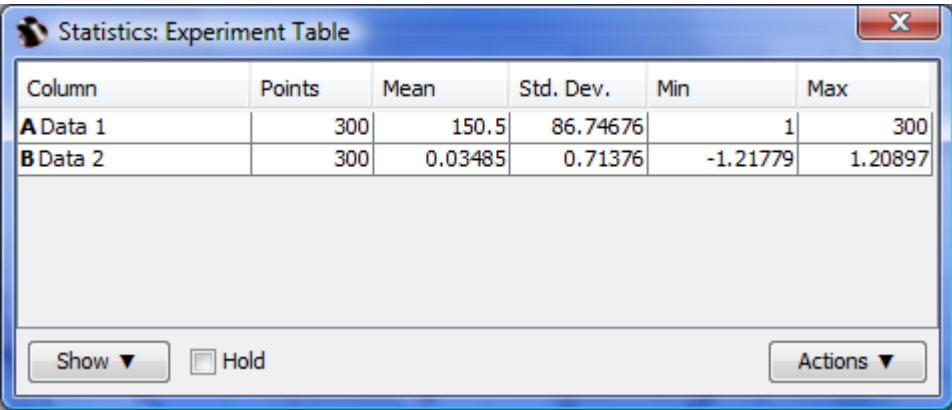 Statistics: Experiment Table
Column Points Mean Std. Dev. Min Max
A Data 1 300 150.5 86.74676 1 300
B Data 2 300 0.03485 0.71376 -1.21779 1.20897
Show ▼ Hold Actions ▼